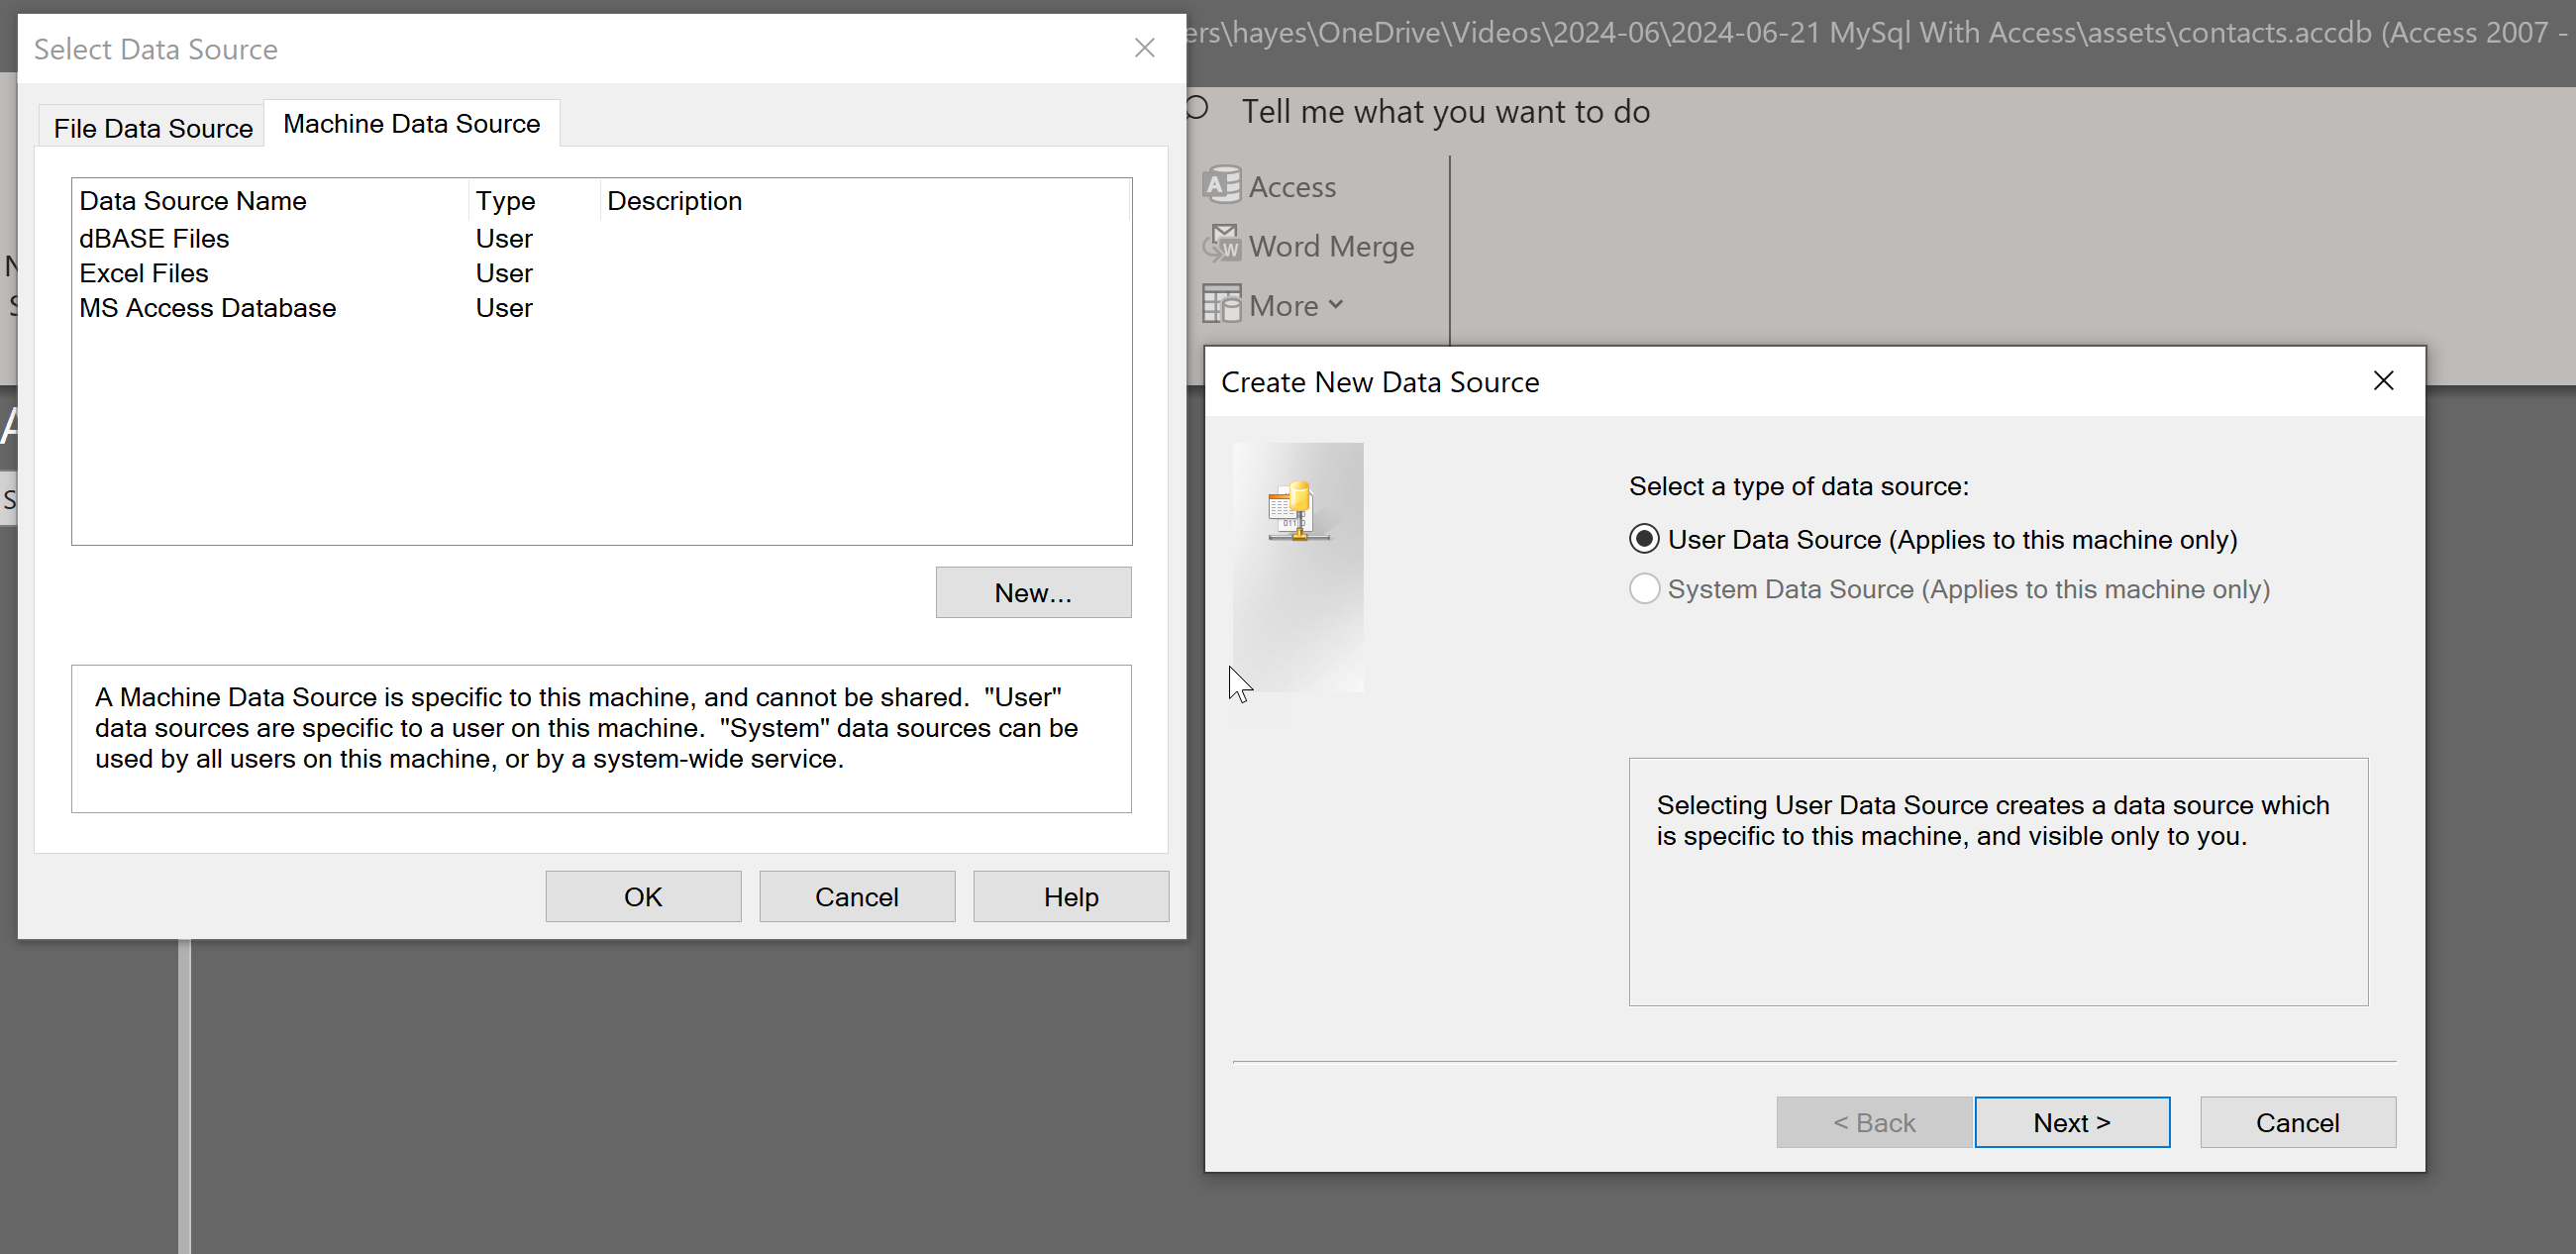 Select Data Source
ers\hayes\OneDrive\Videos\2024-06\2024-06-21 MySql With Access\assets\contacts.accdb (Access 2007 -
File Data Source
Machine Data Source
Tell me what you want to do
Data Source Name Type Description
dBASE Files User
Excel Files User
MS Access Database User
Access
Word Merge
More
New...
A Machine Data Source is specific to this machine, and cannot be shared. "User"
data sources are specific to a user on this machine. "System" data sources can be
used by all users on this machine, or by a system-wide service.
OK
Cancel
Help
Create New Data Source
Select a type of data source:
User Data Source (Applies to this machine only)
System Data Source (Applies to this machine only)
Selecting User Data Source creates a data source which
is specific to this machine, and visible only to you.
< Back
Next >
Cancel